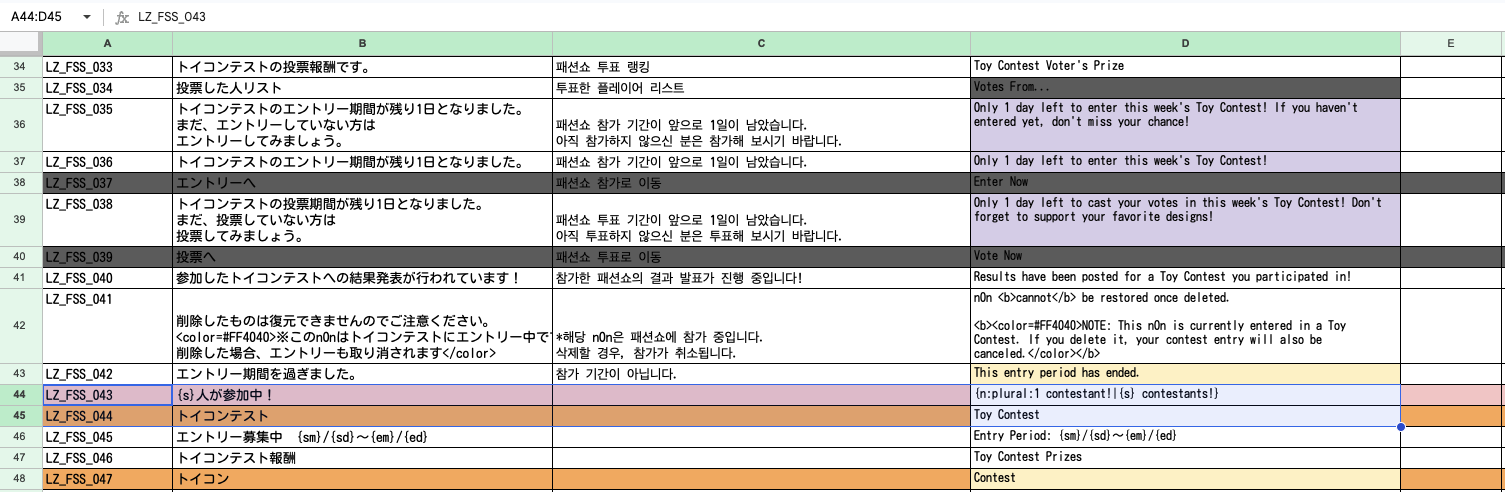 A44:D45 fx LZ_FSS_043
A B C D E
34 LZ_FSS_033 トイコンテストの投票報酬です。 패션쇼 투표 랭킹 Toy Contest Voter's Prize
35 LZ_FSS_034 投票した人リスト 투표한 플레이어 리스트 Votes From...
36 LZ_FSS_035 トイコンテストのエントリー期間が残り1日となりました。
まだ、エントリーしていない方は
エントリーしてみましょう。
패션쇼 참가 기간이 앞으로 1일이 남았습니다.
아직 참가하지 않으신 분은 참가해 보시기 바랍니다.
Only 1 day left to enter this week's Toy Contest! If you haven't
entered yet, don't miss your chance!
37 LZ_FSS_036 トイコンテストのエントリー期間が残り1日となりました。 패션쇼 참가 기간이 앞으로 1일이 남았습니다. Only 1 day left to enter this week's Toy Contest!
38 LZ_FSS_037 エントリーへ 패션쇼 참가로 이동 Enter Now
39 LZ_FSS_038 トイコンテストの投票期間が残り1日となりました。
まだ、投票していない方は
投票してみましょう。
패션쇼 투표 기간이 앞으로 1일이 남았습니다.
아직 투표하지 않으신 분은 투표해 보시기 바랍니다.
Only 1 day left to cast your votes in this week's Toy Contest! Don't
forget to support your favorite designs!
40 LZ_FSS_039 投票へ 패션쇼 투표로 이동 Vote Now
41 LZ_FSS_040 参加したトイコンテストへの結果発表が行われています！ 참가한 패션쇼의 결과 발표가 진행 중입니다! Results have been posted for a Toy Contest you participated in!
42 LZ_FSS_041
削除したものは復元できませんのでご注意ください。
<color=#FF4040>※このnOnはトイコンテストにエントリー中で
削除した場合、エントリーも取り消されます</color>
*해당 nOn은 패션쇼에 참가 중입니다.
삭제할 경우, 참가가 취소됩니다.
nOn <b>cannot</b> be restored once deleted.
<b><color=#FF4040>NOTE: This nOn is currently entered in a Toy
Contest. If you delete it, your contest entry will also be
canceled.</color></b>
43 LZ_FSS_042 エントリー期間を過ぎました。 참가 기간이 아닙니다. This entry period has ended.
44 LZ_FSS_043 {s}人が参加中！ {n:plural:1 contestant!|{s} contestants!}
45 LZ_FSS_044 トイコンテスト Toy Contest
46 LZ_FSS_045 エントリー募集中　{sm}/{sd}～{em}/{ed} Entry Period: {sm}/{sd}～{em}/{ed}
47 LZ_FSS_046 トイコンテスト報酬 Toy Contest Prizes
48 LZ_FSS_047 トイコン Contest